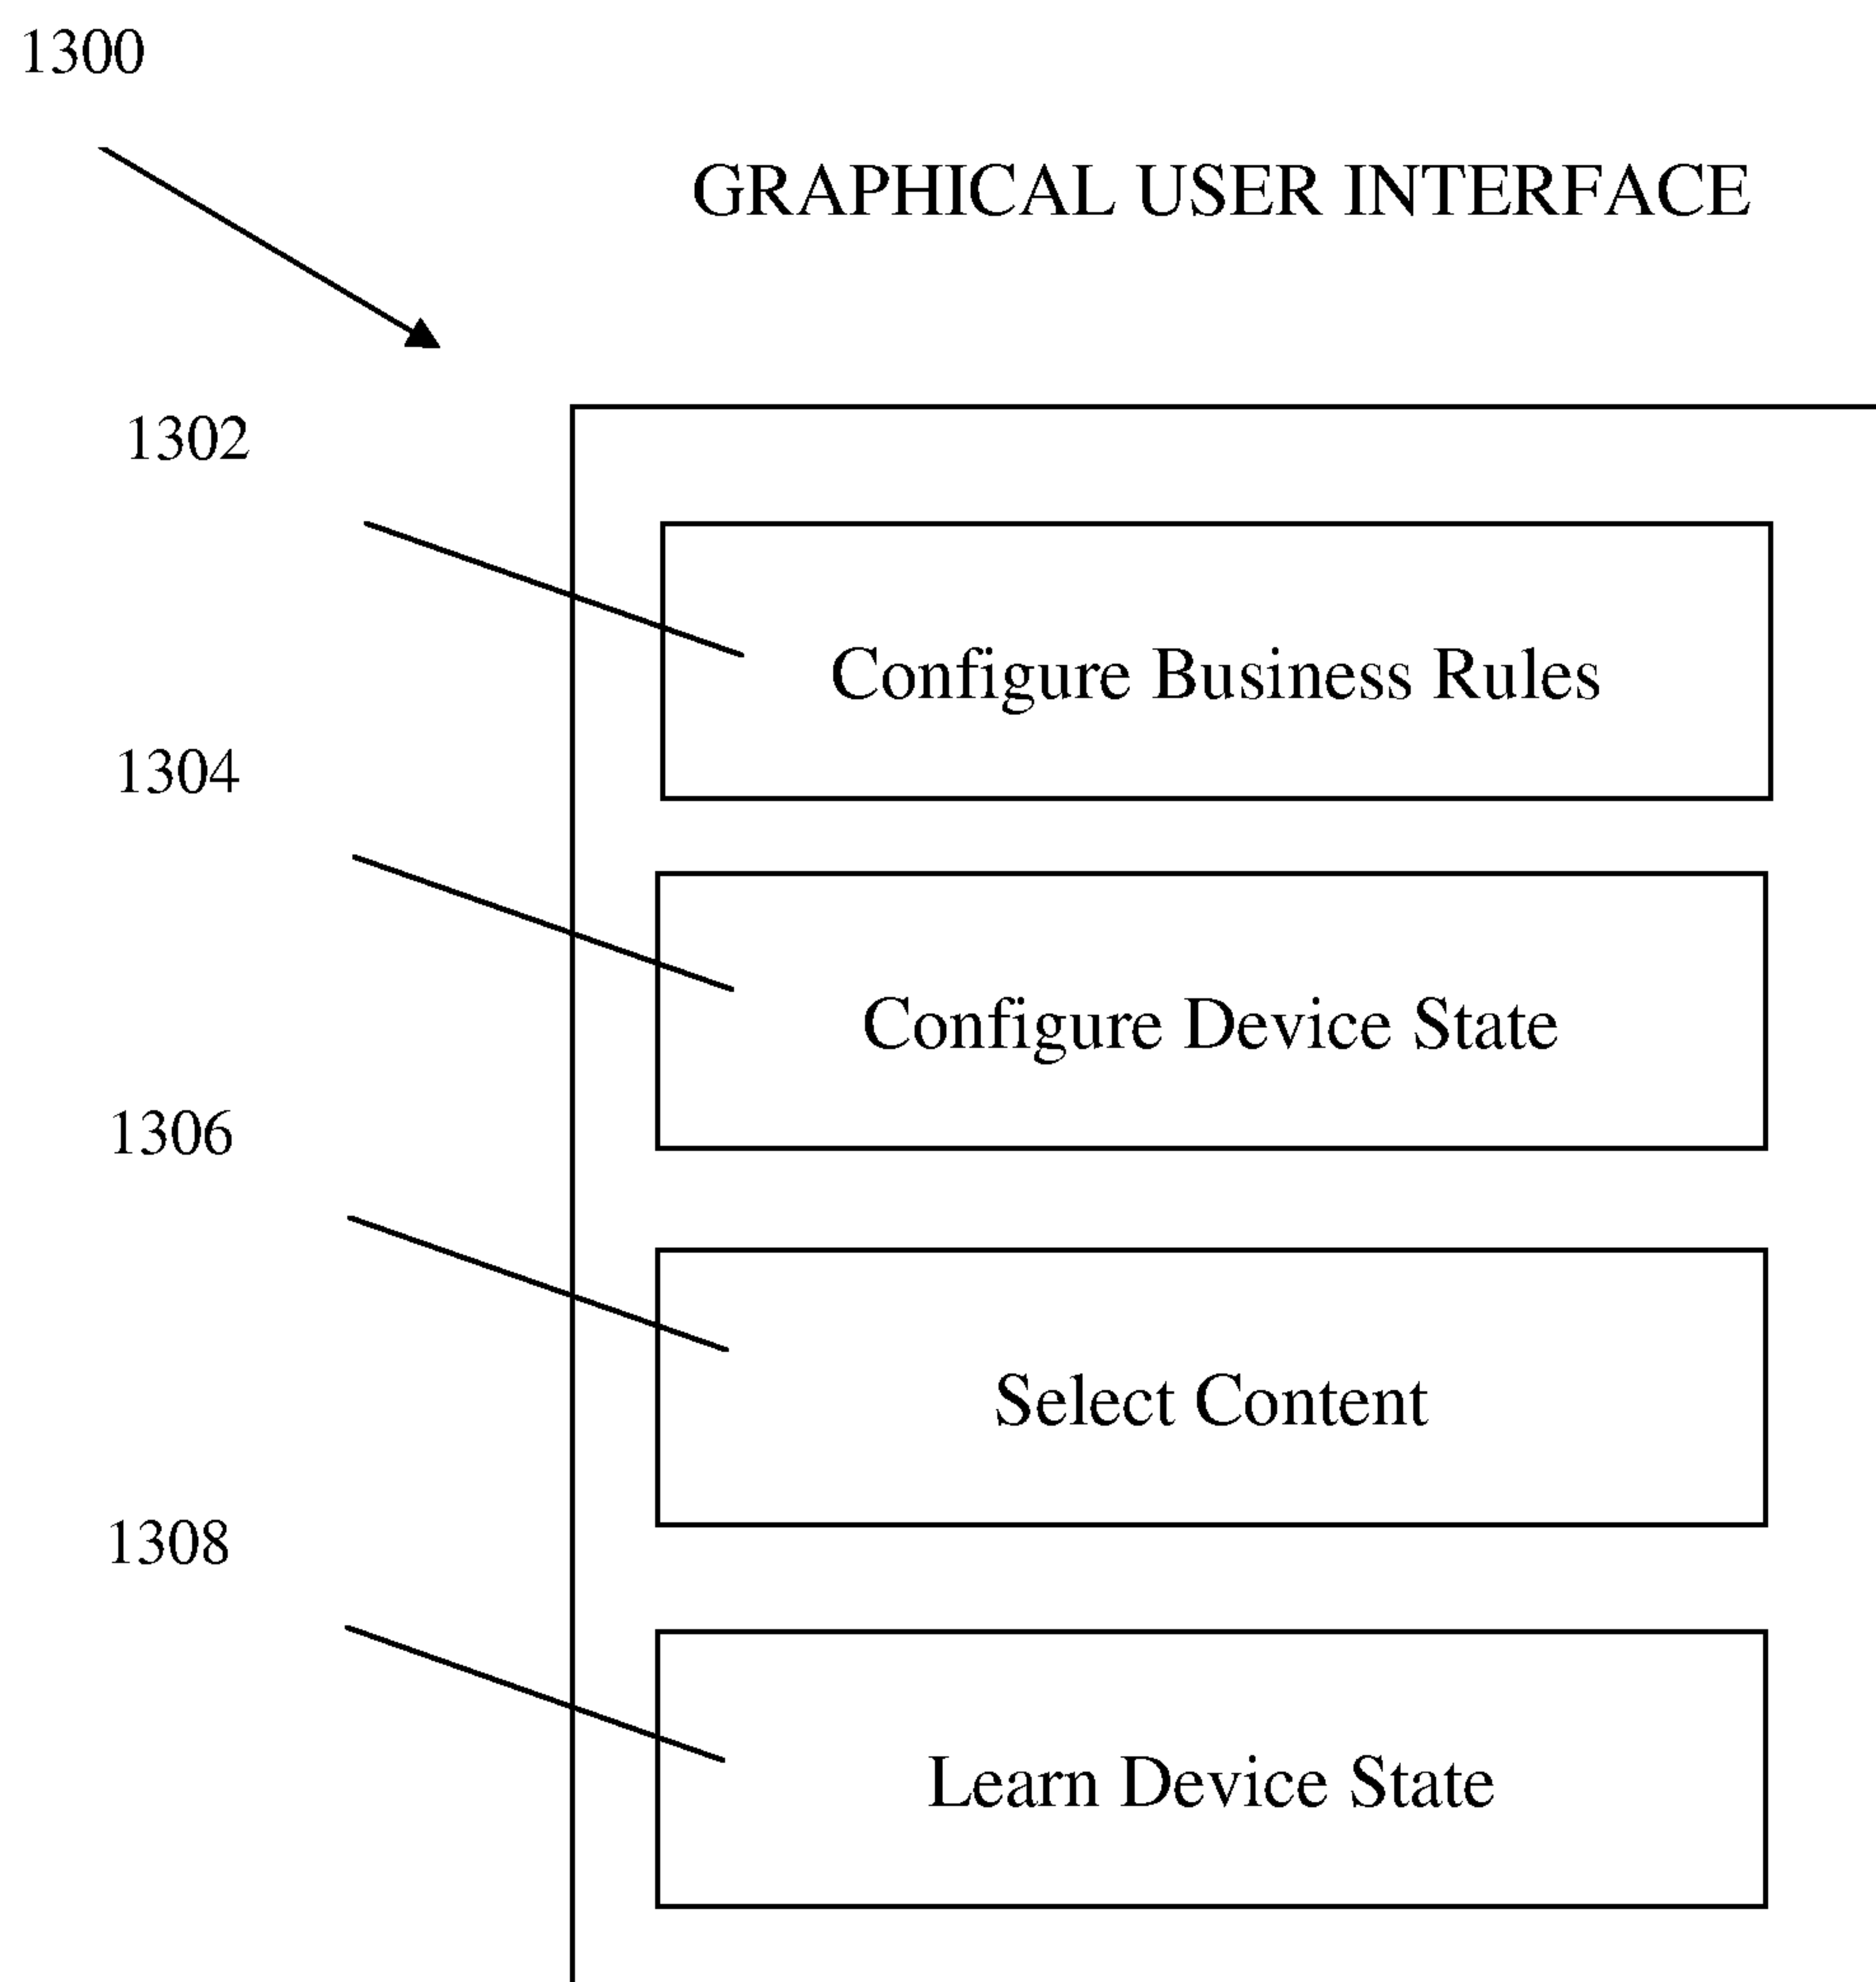 1300
GRAPHICAL USER INTERFACE
1302
Configure Business Rules
1304
Configure Device State
1306
Select Content
1308
Learn Device State